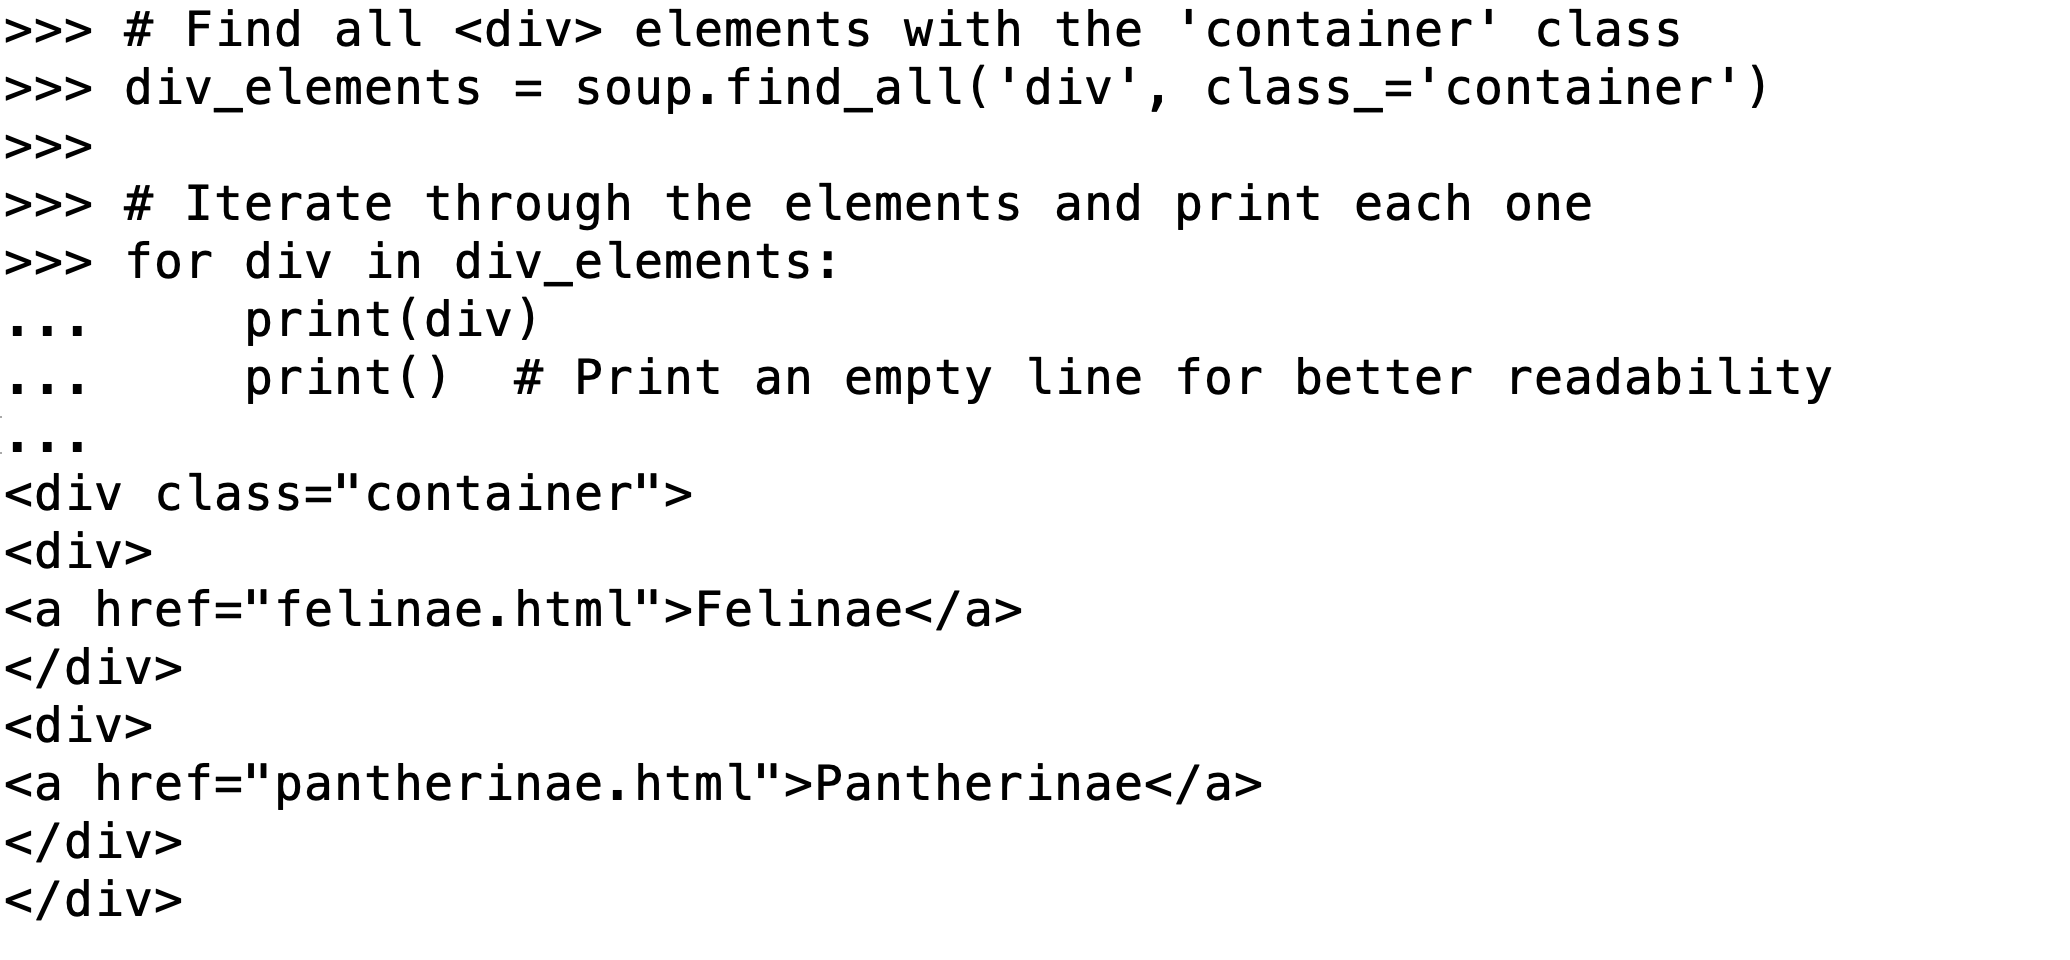 >>> # Find all <div> elements with the 'container' class
>>> div_elements = soup.find_all('div', class_='container')
>>>
>>> # Iterate through the elements and print each one
>>> for div in div_elements:
...     print(div)
...     print()  # Print an empty line for better readability
...
<div class="container">
<div>
<a href="felinae.html">Felinae</a>
</div>
<div>
<a href="pantherinae.html">Pantherinae</a>
</div>
</div>